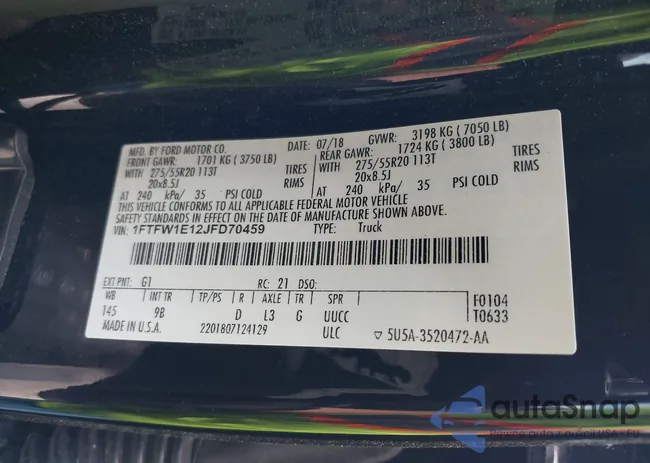 MFD. BY FORD MOTOR CO. DATE: 07/18 GVWR: 3198 KG ( 7050 LB)
FRONT GAWR: 1701 KG ( 3750 LB) REAR GAWR: 1724 KG ( 3800 LB)
WITH 275/55R20 113T TIRES WITH 275/55R20 113T TIRES
20x8.5J RIMS 20x8.5J RIMS
AT 240 kPa/ 35 PSI COLD AT 240 kPa/ 35 PSI COLD
THIS VEHICLE CONFORMS TO ALL APPLICABLE FEDERAL MOTOR VEHICLE
SAFETY STANDARDS IN EFFECT ON THE DATE OF MANUFACTURE SHOWN ABOVE.
VIN: 1FTFW1E12JFD70459 TYPE: Truck
EXT PNT: G1 RC: 21 DSO:
WB INT TR TP/PS R AXLE TR SPR F0104
145 9B D L3 G UUCC T0633
MADE IN U.S.A. 2201807124129 ULC ▽ 5U5A-3520472-AA
autoSnap